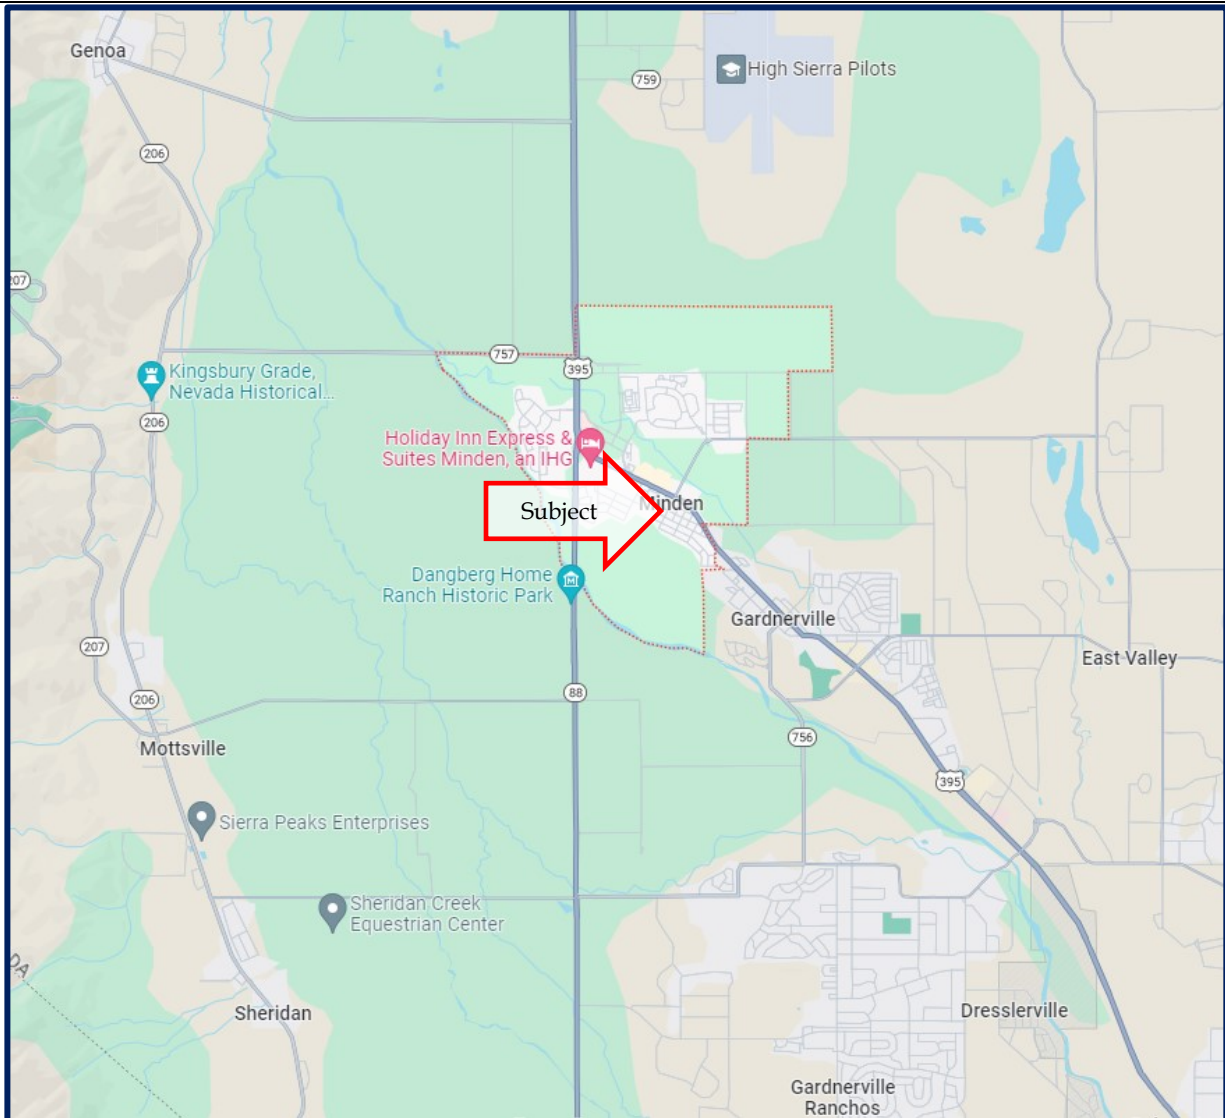 Genoa
759
High Sierra Pilots
206
207
757
395
Kingsbury Grade,
Nevada Historical...
206
Holiday Inn Express &
Suites Minden, an IHG
Subject
Minden
Dangberg Home
Ranch Historic Park
Gardnerville
207
East Valley
206
88
Mottsville
756
395
Sierra Peaks Enterprises
Sheridan Creek
Equestrian Center
DA
Sheridan
Dresslerville
Gardnerville
Ranchos